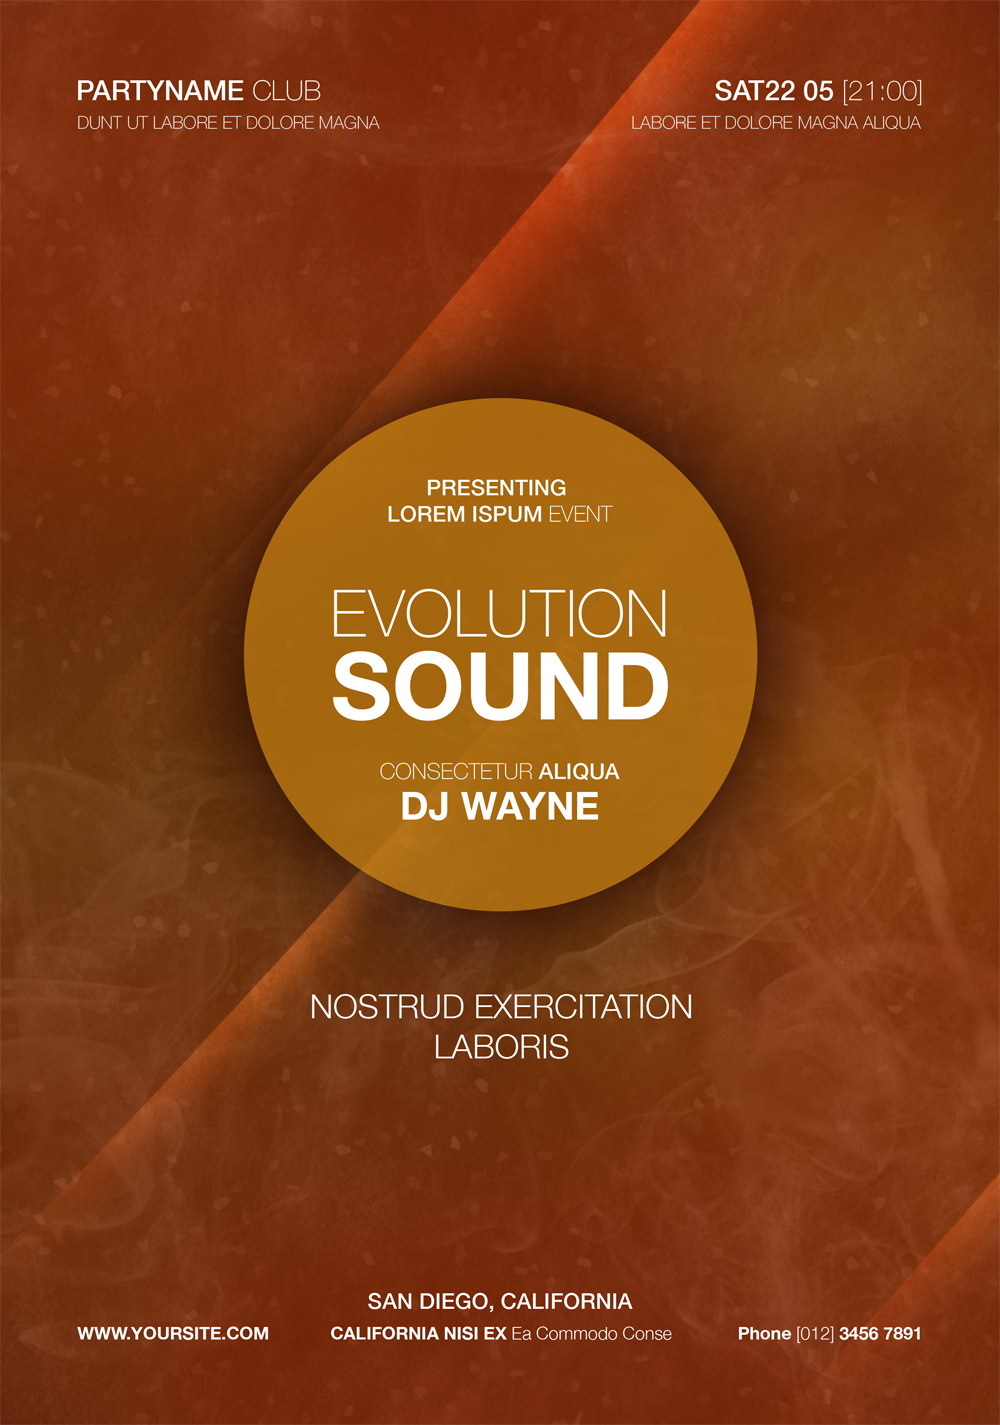 PARTYNAME CLUB
DUNT UT LABORE ET DOLORE MAGNA
SAT22 05 [21:00]
LABORE ET DOLORE MAGNA ALIQUA
PRESENTING
LOREM ISPUM EVENT
EVOLUTION
SOUND
CONSECTETUR ALIQUA
DJ WAYNE
NOSTRUD EXERCITATION
LABORIS
SAN DIEGO, CALIFORNIA
WWW.YOURSITE.COM
CALIFORNIA NISI EX Ea Commodo Conse
Phone [012] 3456 7891